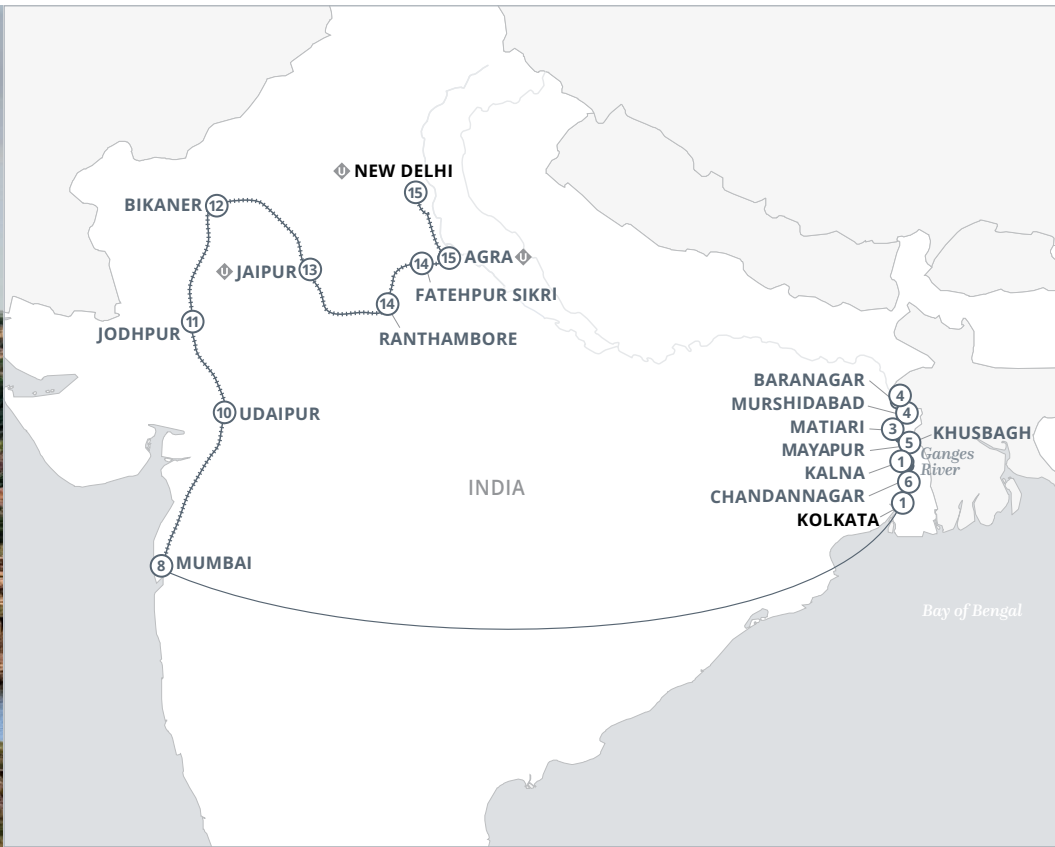 U NEW DELHI
15
BIKANER 12
U JAIPUR 13
14 15 AGRA U
FATEHPUR SIKRI
14
RANTHAMBORE
JODHPUR 11
10 UDAIPUR
BARANAGAR 4
MURSHIDABAD 4
MATIARI 3
KHUSBAGH
MAYAPUR 5
Ganges
River
KALNA 1
CHANDANNAGAR 6
KOLKATA 1
INDIA
8 MUMBAI
Bay of Bengal